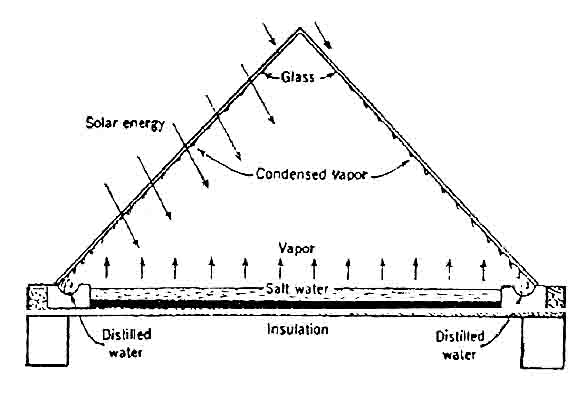 Glass
Solar energy
Condensed vapor
Vapor
Salt water
Distilled
water
Insulation
Distilled
water